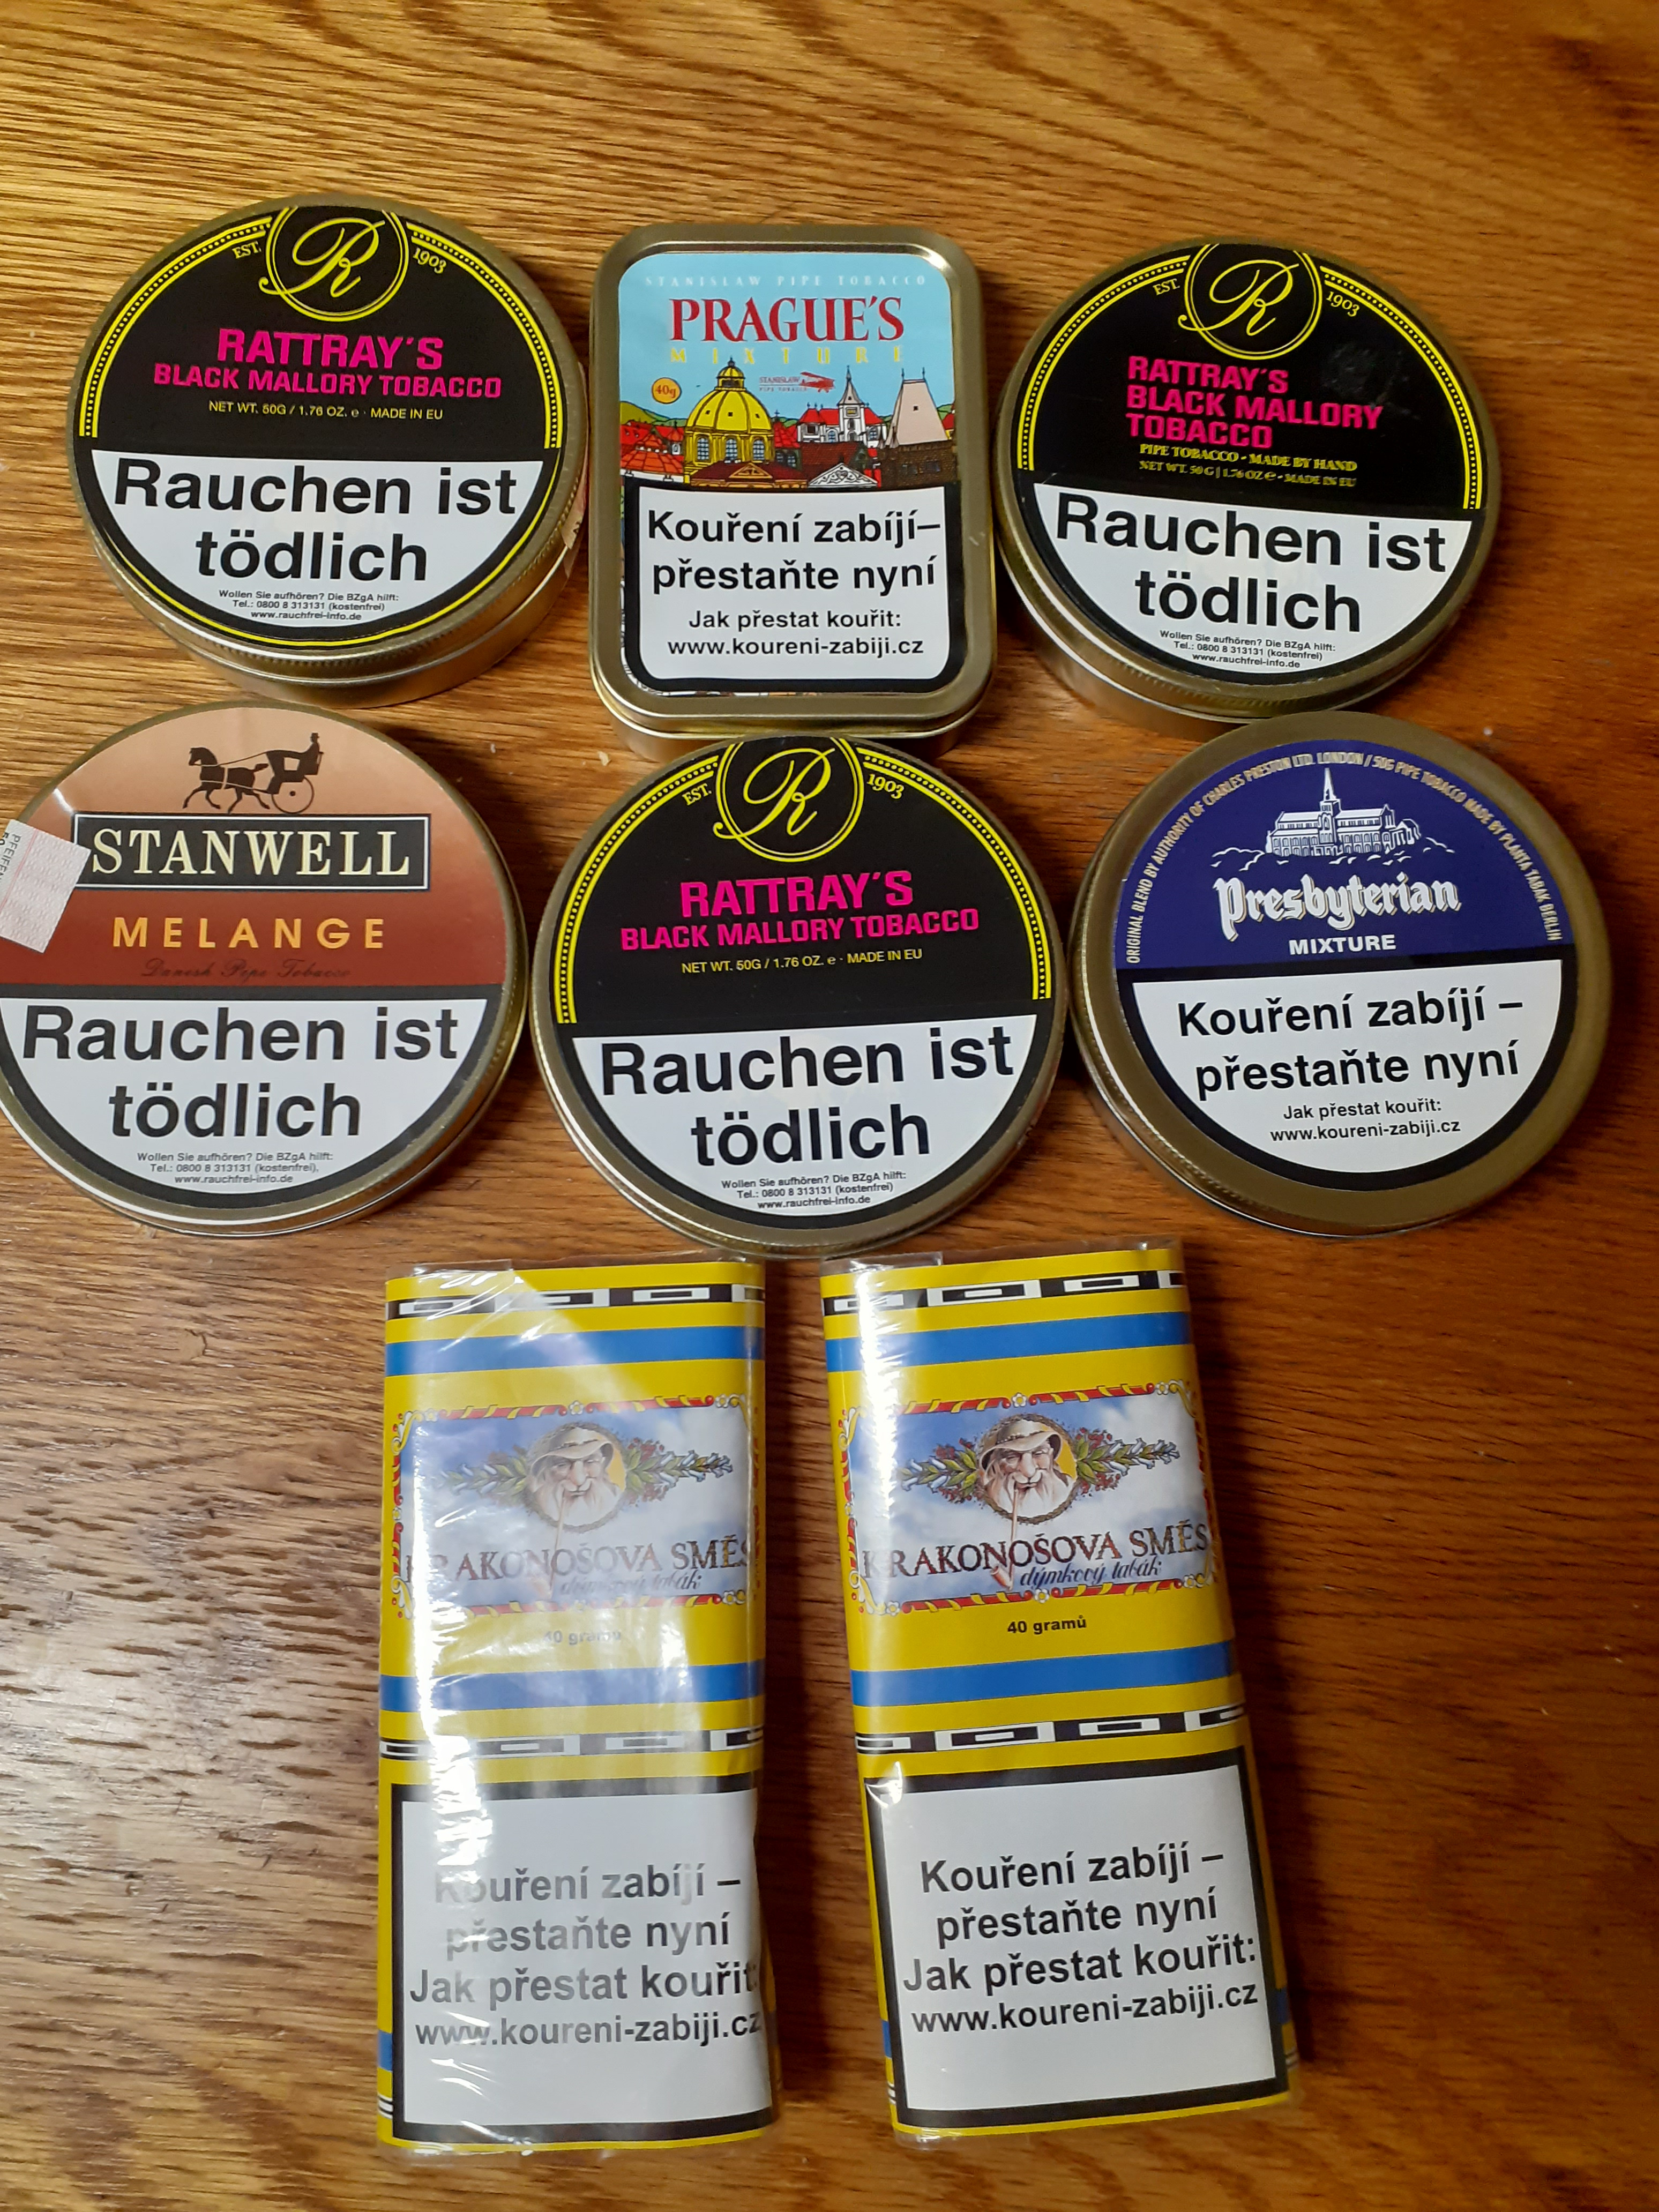 EST. R 1903
RATTRAY'S
BLACK MALLORY TOBACCO
NET WT. 50G / 1.76 OZ. e · MADE IN EU
Rauchen ist
tödlich
Wollen Sie aufhören? Die BZgA hilft:
Tel.: 0800 8 313131 (kostenfrei)
www.rauchfrei-info.de
STANISLAW PIPE TOBACCO
PRAGUE'S
MIXTURE
40g
STANISLAW
PIPE TOBACCO
Kouření zabíjí–
přestaňte nyní
Jak přestat kouřit:
www.koureni-zabiji.cz
EST. R 1903
RATTRAY'S
BLACK MALLORY
TOBACCO
PIPE TOBACCO - MADE BY HAND
NET WT. 50 G | 1.76 OZ e - MADE IN EU
Rauchen ist
tödlich
Wollen Sie aufhören? Die BZgA hilft:
Tel.: 0800 8 313131 (kostenfrei)
www.rauchfrei-info.de
STANWELL
MELANGE
Danish Pipe Tobacco
Rauchen ist
tödlich
Wollen Sie aufhören? Die BZgA hilft:
Tel.: 0800 8 313131 (kostenfrei),
www.rauchfrei-info.de
EST. R 1903
RATTRAY'S
BLACK MALLORY TOBACCO
NET WT. 50G / 1.76 OZ. e · MADE IN EU
Rauchen ist
tödlich
Wollen Sie aufhören? Die BZgA hilft:
Tel.: 0800 8 313131 (kostenfrei)
www.rauchfrei-info.de
ORIGINAL BLEND BY AUTHORITY OF CHARLES PRESTON LTD. LONDON / 50G PIPE TOBACCO MADE BY PLANTA TABAK BERLIN
Presbyterian
MIXTURE
Kouření zabíjí –
přestaňte nyní
Jak přestat kouřit:
www.koureni-zabiji.cz
KRAKONOŠOVA SMĚS
dýmkový tabák
40 gramů
Kouření zabíjí –
přestaňte nyní
Jak přestat kouřit:
www.koureni-zabiji.cz
KRAKONOŠOVA SMĚS
dýmkový tabák
40 gramů
Kouření zabíjí –
přestaňte nyní
Jak přestat kouřit:
www.koureni-zabiji.cz